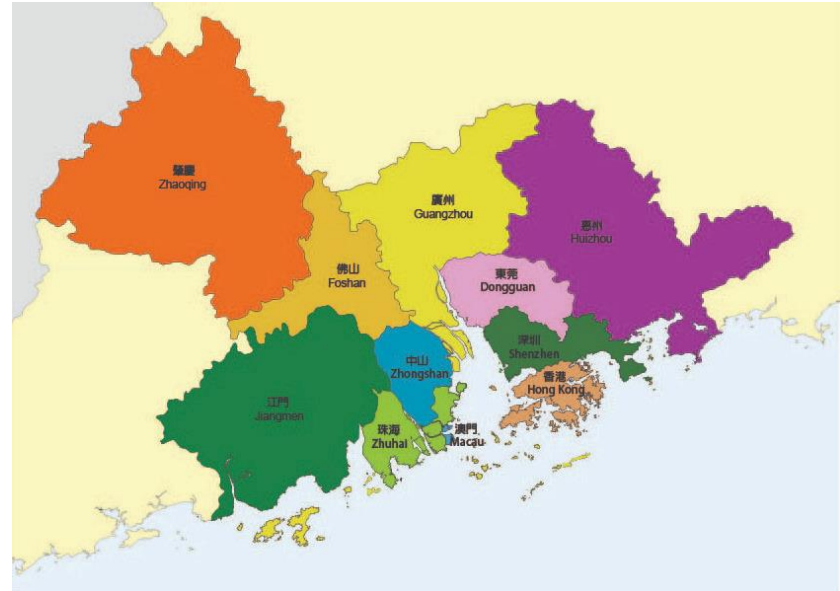 肇慶
Zhaoqing
廣州
Guangzhou
惠州
Huizhou
佛山
Foshan
東莞
Dongguan
深圳
Shenzhen
中山
Zhongshan
香港
Hong Kong
江門
Jiangmen
珠海
Zhuhai
澳門
Macau